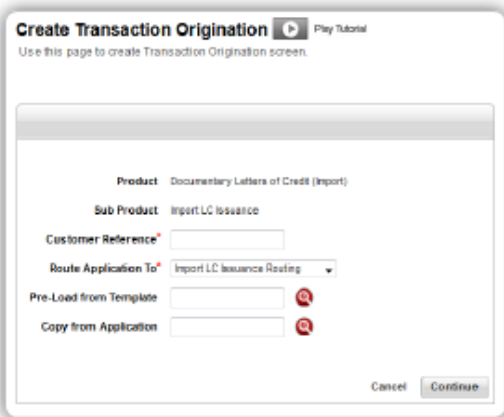 Create Transaction Origination Play Tutorial
Use this page to create Transaction Origination screen.
Product Documentary Letters of Credit (Import)
Sub Product Import LC Issuance
Customer Reference*
Route Application To* Import LC Issuance Routing
Pre-Load from Template
Copy from Application
Cancel Continue